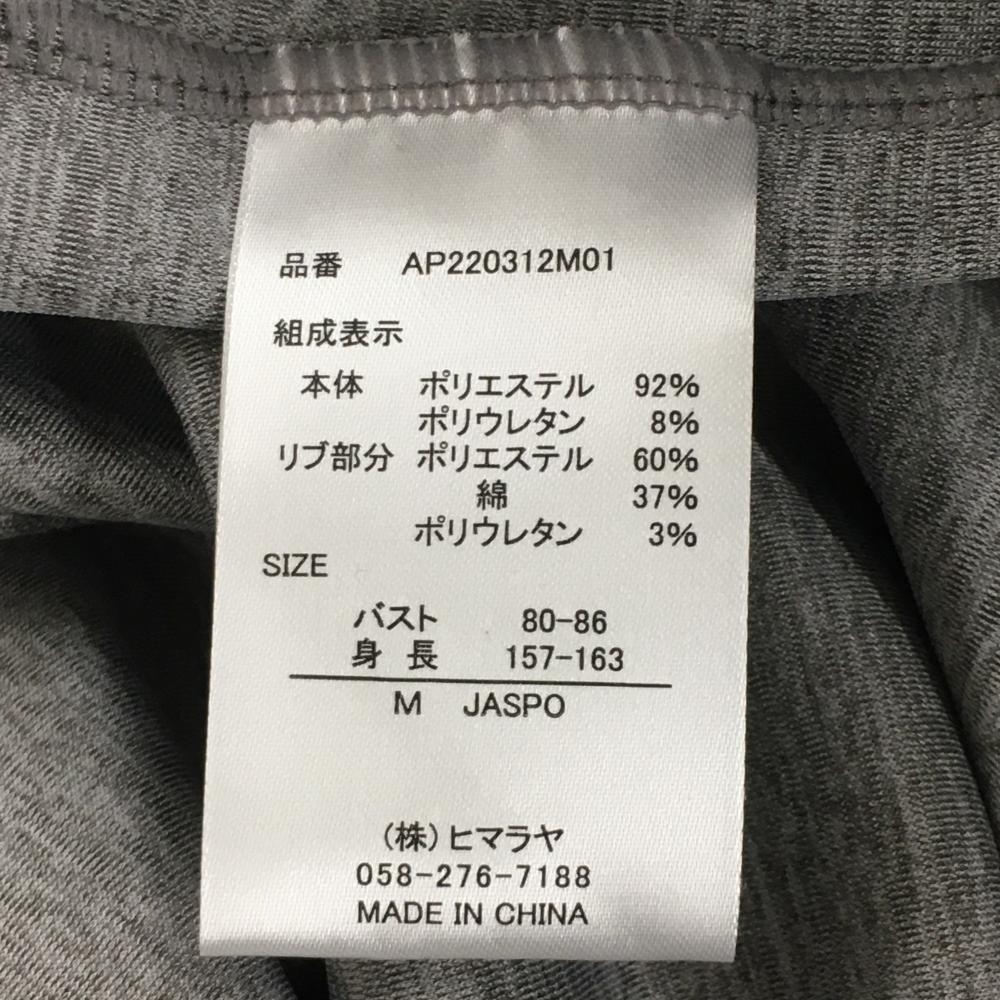 品番 AP220312M01
組成表示
本体 ポリエステル 92%
ポリウレタン 8%
リブ部分 ポリエステル 60%
綿 37%
ポリウレタン 3%
SIZE
バスト 80-86
身長 157-163
M JASPO
(株)ヒマラヤ
058-276-7188
MADE IN CHINA